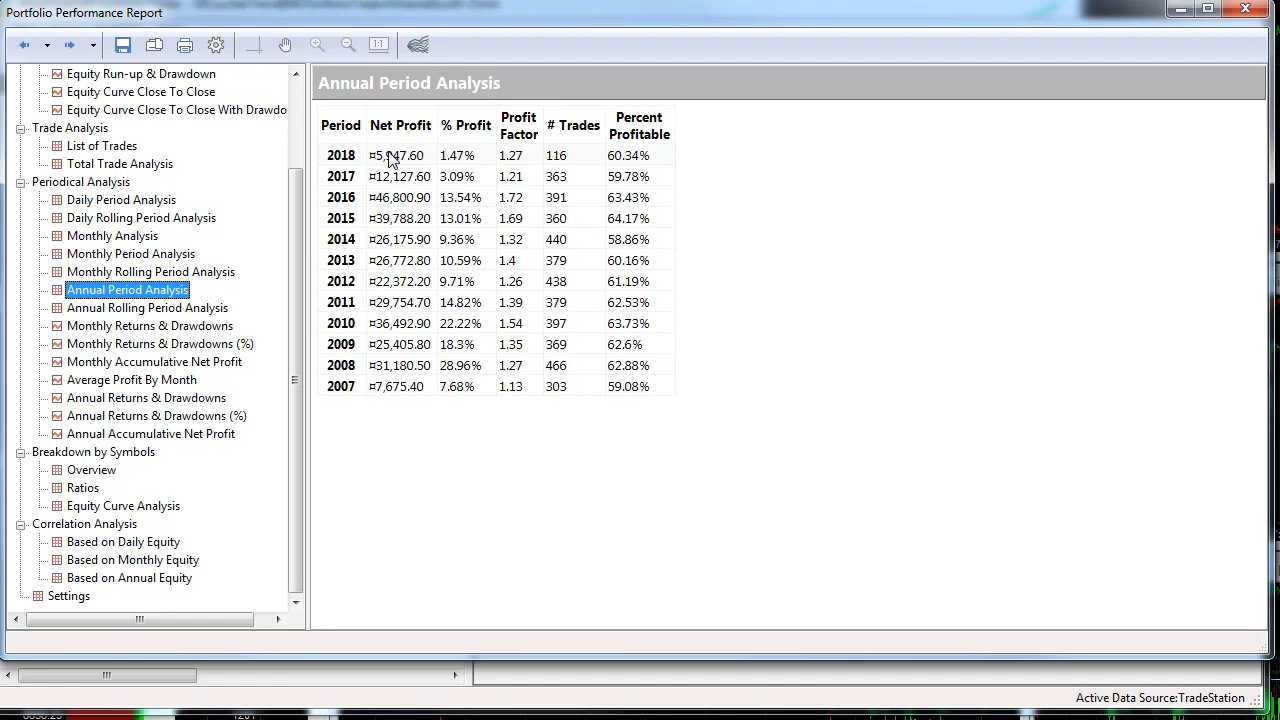 Portfolio Performance Report
1:1
Equity Run-up & Drawdown
Equity Curve Close To Close
Equity Curve Close To Close With Drawdo
Trade Analysis
List of Trades
Total Trade Analysis
Periodical Analysis
Daily Period Analysis
Daily Rolling Period Analysis
Monthly Analysis
Monthly Period Analysis
Monthly Rolling Period Analysis
Annual Period Analysis
Annual Rolling Period Analysis
Monthly Returns & Drawdowns
Monthly Returns & Drawdowns (%)
Monthly Accumulative Net Profit
Average Profit By Month
Annual Returns & Drawdowns
Annual Returns & Drawdowns (%)
Annual Accumulative Net Profit
Breakdown by Symbols
Overview
Ratios
Equity Curve Analysis
Correlation Analysis
Based on Daily Equity
Based on Monthly Equity
Based on Annual Equity
Settings
Annual Period Analysis
Period Net Profit % Profit Profit Factor # Trades Percent Profitable
2018 1.47% 1.27 116 60.34%
2017 ¤12,127.60 3.09% 1.21 363 59.78%
2016 ¤46,800.90 13.54% 1.72 391 63.43%
2015 ¤39,788.20 13.01% 1.69 360 64.17%
2014 ¤26,175.90 9.36% 1.32 440 58.86%
2013 ¤26,772.80 10.59% 1.4 379 60.16%
2012 ¤22,372.20 9.71% 1.26 438 61.19%
2011 ¤29,754.70 14.82% 1.39 379 62.53%
2010 ¤36,492.90 22.22% 1.54 397 63.73%
2009 ¤25,405.80 18.3% 1.35 369 62.6%
2008 ¤31,180.50 28.96% 1.27 466 62.88%
2007 ¤7,675.40 7.68% 1.13 303 59.08%
Active Data Source:TradeStation